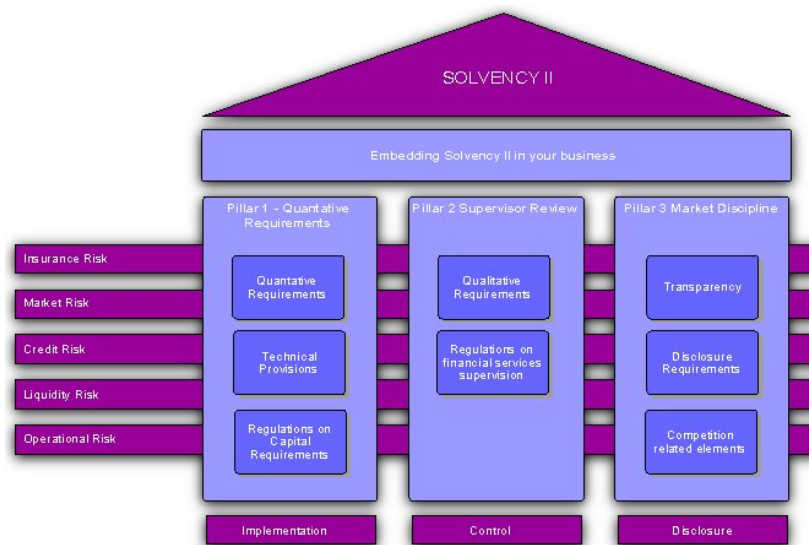 SOLVENCY II
Embedding Solvency II in your business
Pillar 1 - Quantative
Requirements
Pillar 2 Supervisor Review
Pillar 3 Market Discipline
Insurance Risk
Market Risk
Credit Risk
Liquidity Risk
Operational Risk
Quantative
Requirements
Technical
Provisions
Regulations on
Capital
Requirements
Qualitative
Requirements
Regulations on
financial services
supervision
Transparency
Disclosure
Requirements
Competition
related elements
Implementation
Control
Disclosure